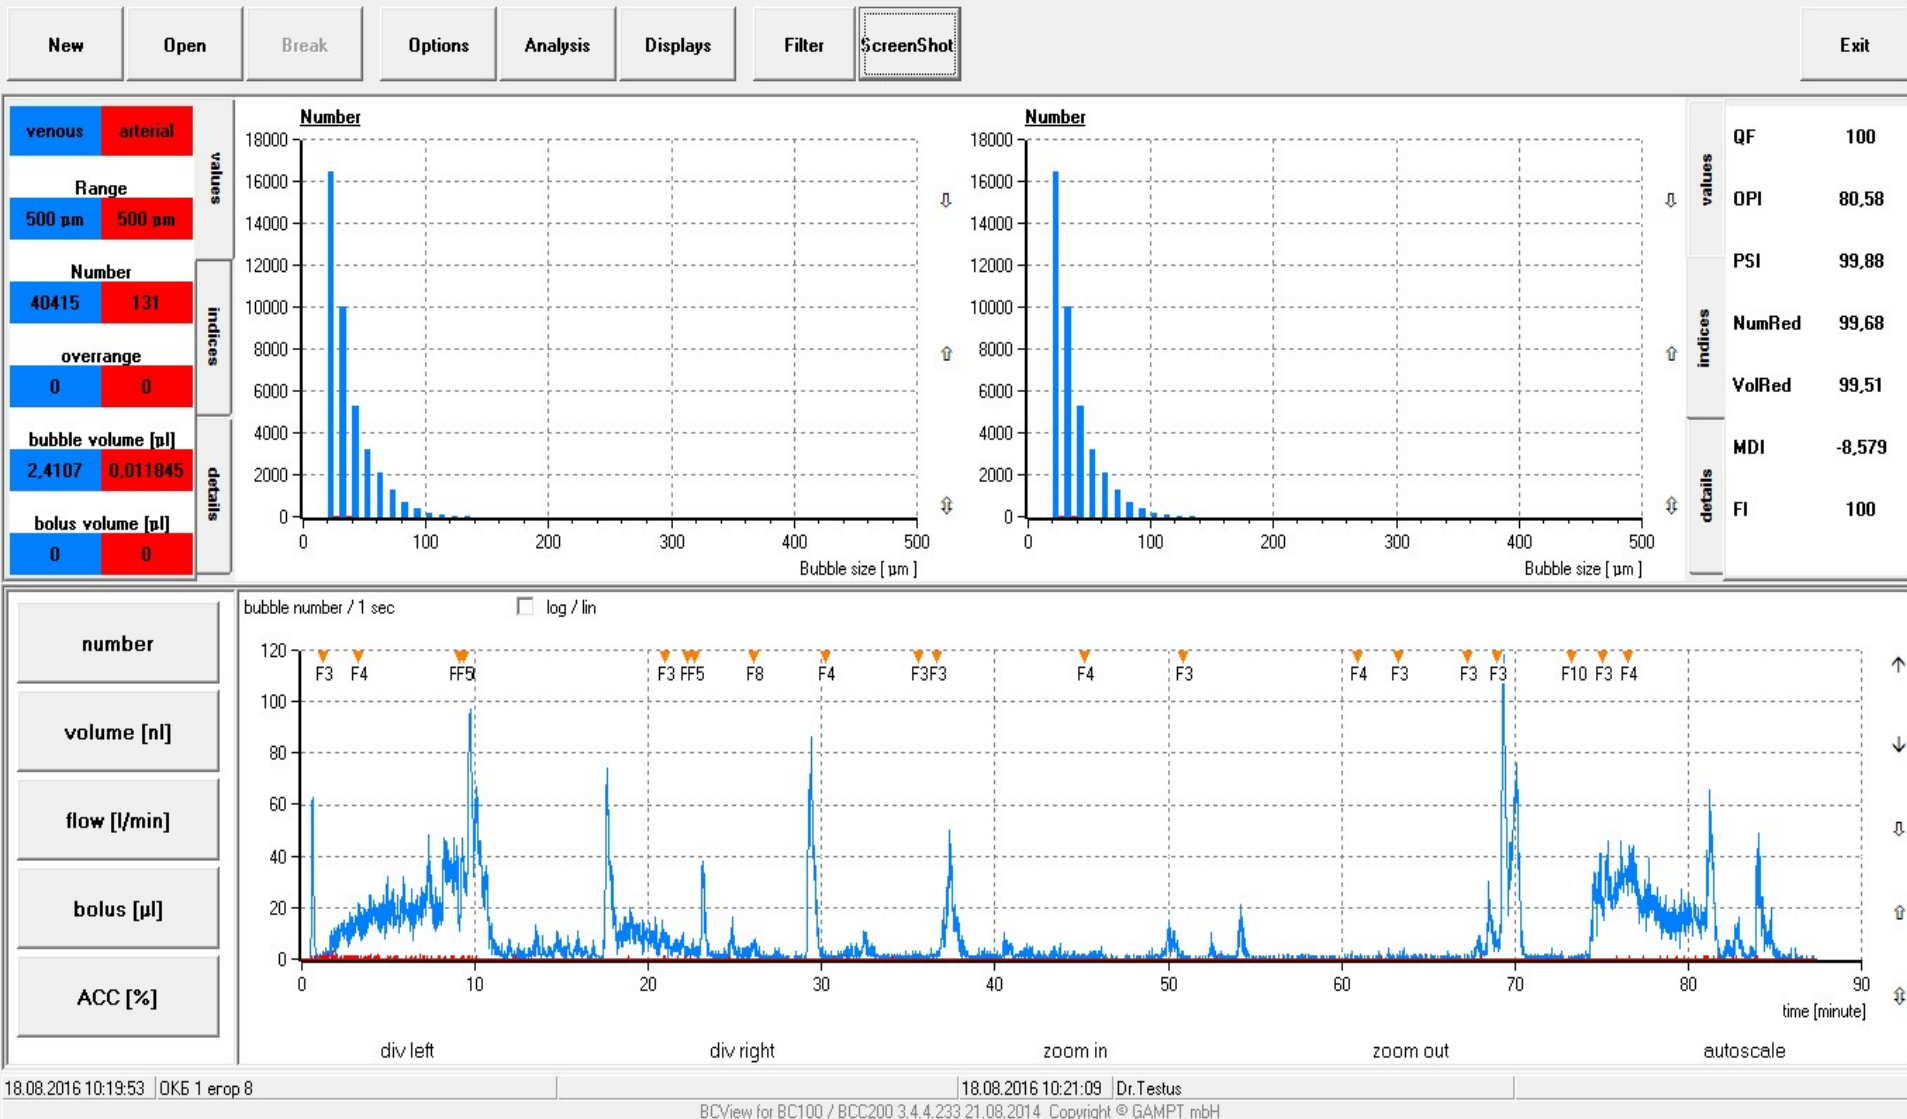 New Open Break Options Analysis Displays Filter ScreenShot Exit
venous arterial
Range
500 µm 500 µm
Number
40415 131
overrange
0 0
bubble volume [µl]
2,4107 0,011845
bolus volume [µl]
0 0
values
indices
details
Number
18000
16000
14000
12000
10000
8000
6000
4000
2000
0
0 100 200 300 400 500
Bubble size [ µm ]
Number
18000
16000
14000
12000
10000
8000
6000
4000
2000
0
0 100 200 300 400 500
Bubble size [ µm ]
values
indices
details
QF 100
OPI 80,58
PSI 99,88
NumRed 99,68
VolRed 99,51
MDI -8,579
FI 100
number
volume [nl]
flow [l/min]
bolus [µl]
ACC [%]
bubble number / 1 sec log / lin
120
100
80
60
40
20
0
F3 F4 FF5 F3 FF5 F8 F4 F3F3 F4 F3 F4 F3 F3 F3 F10 F3 F4
0 10 20 30 40 50 60 70 80 90
time [minute]
div left div right zoom in zoom out autoscale
18.08.2016 10:19:53 ОКБ 1 егор 8 18.08.2016 10:21:09 Dr.Testus
BCView for BC100 / BCC200 3.4.4.233 21.08.2014 Copyright © GAMPT mbH